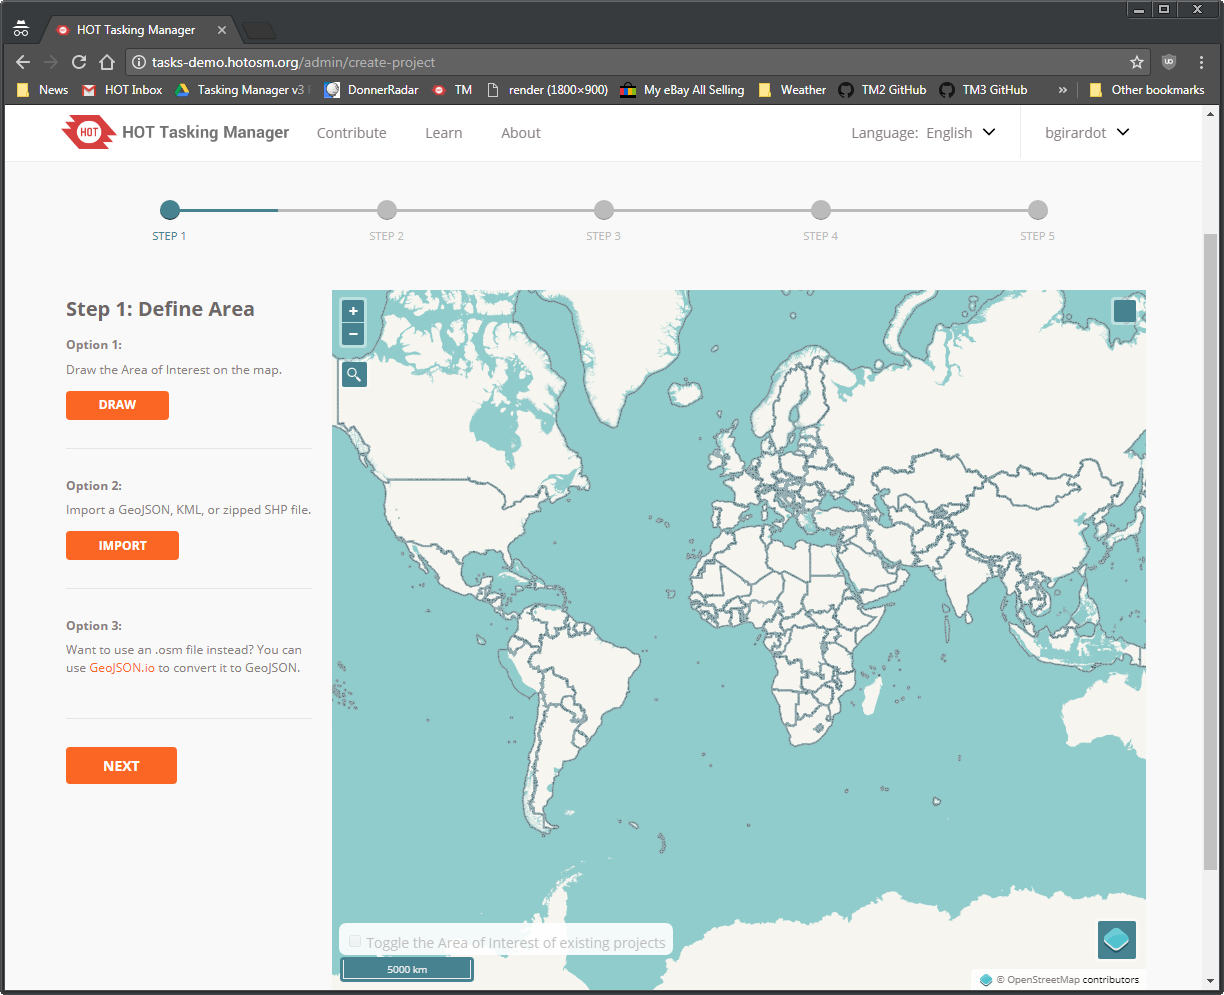 HOT Tasking Manager
tasks-demo.hotosm.org/admin/create-project
News HOT Inbox Tasking Manager v3 DonnerRadar TM render (1800×900) My eBay All Selling Weather TM2 GitHub TM3 GitHub » Other bookmarks
HOT HOT Tasking Manager Contribute Learn About Language: English bgirardot
STEP 1 STEP 2 STEP 3 STEP 4 STEP 5
Step 1: Define Area
Option 1:
Draw the Area of Interest on the map.
DRAW
Option 2:
Import a GeoJSON, KML, or zipped SHP file.
IMPORT
Option 3:
Want to use an .osm file instead? You can
use GeoJSON.io to convert it to GeoJSON.
NEXT
+
−
Toggle the Area of Interest of existing projects
5000 km
© OpenStreetMap contributors